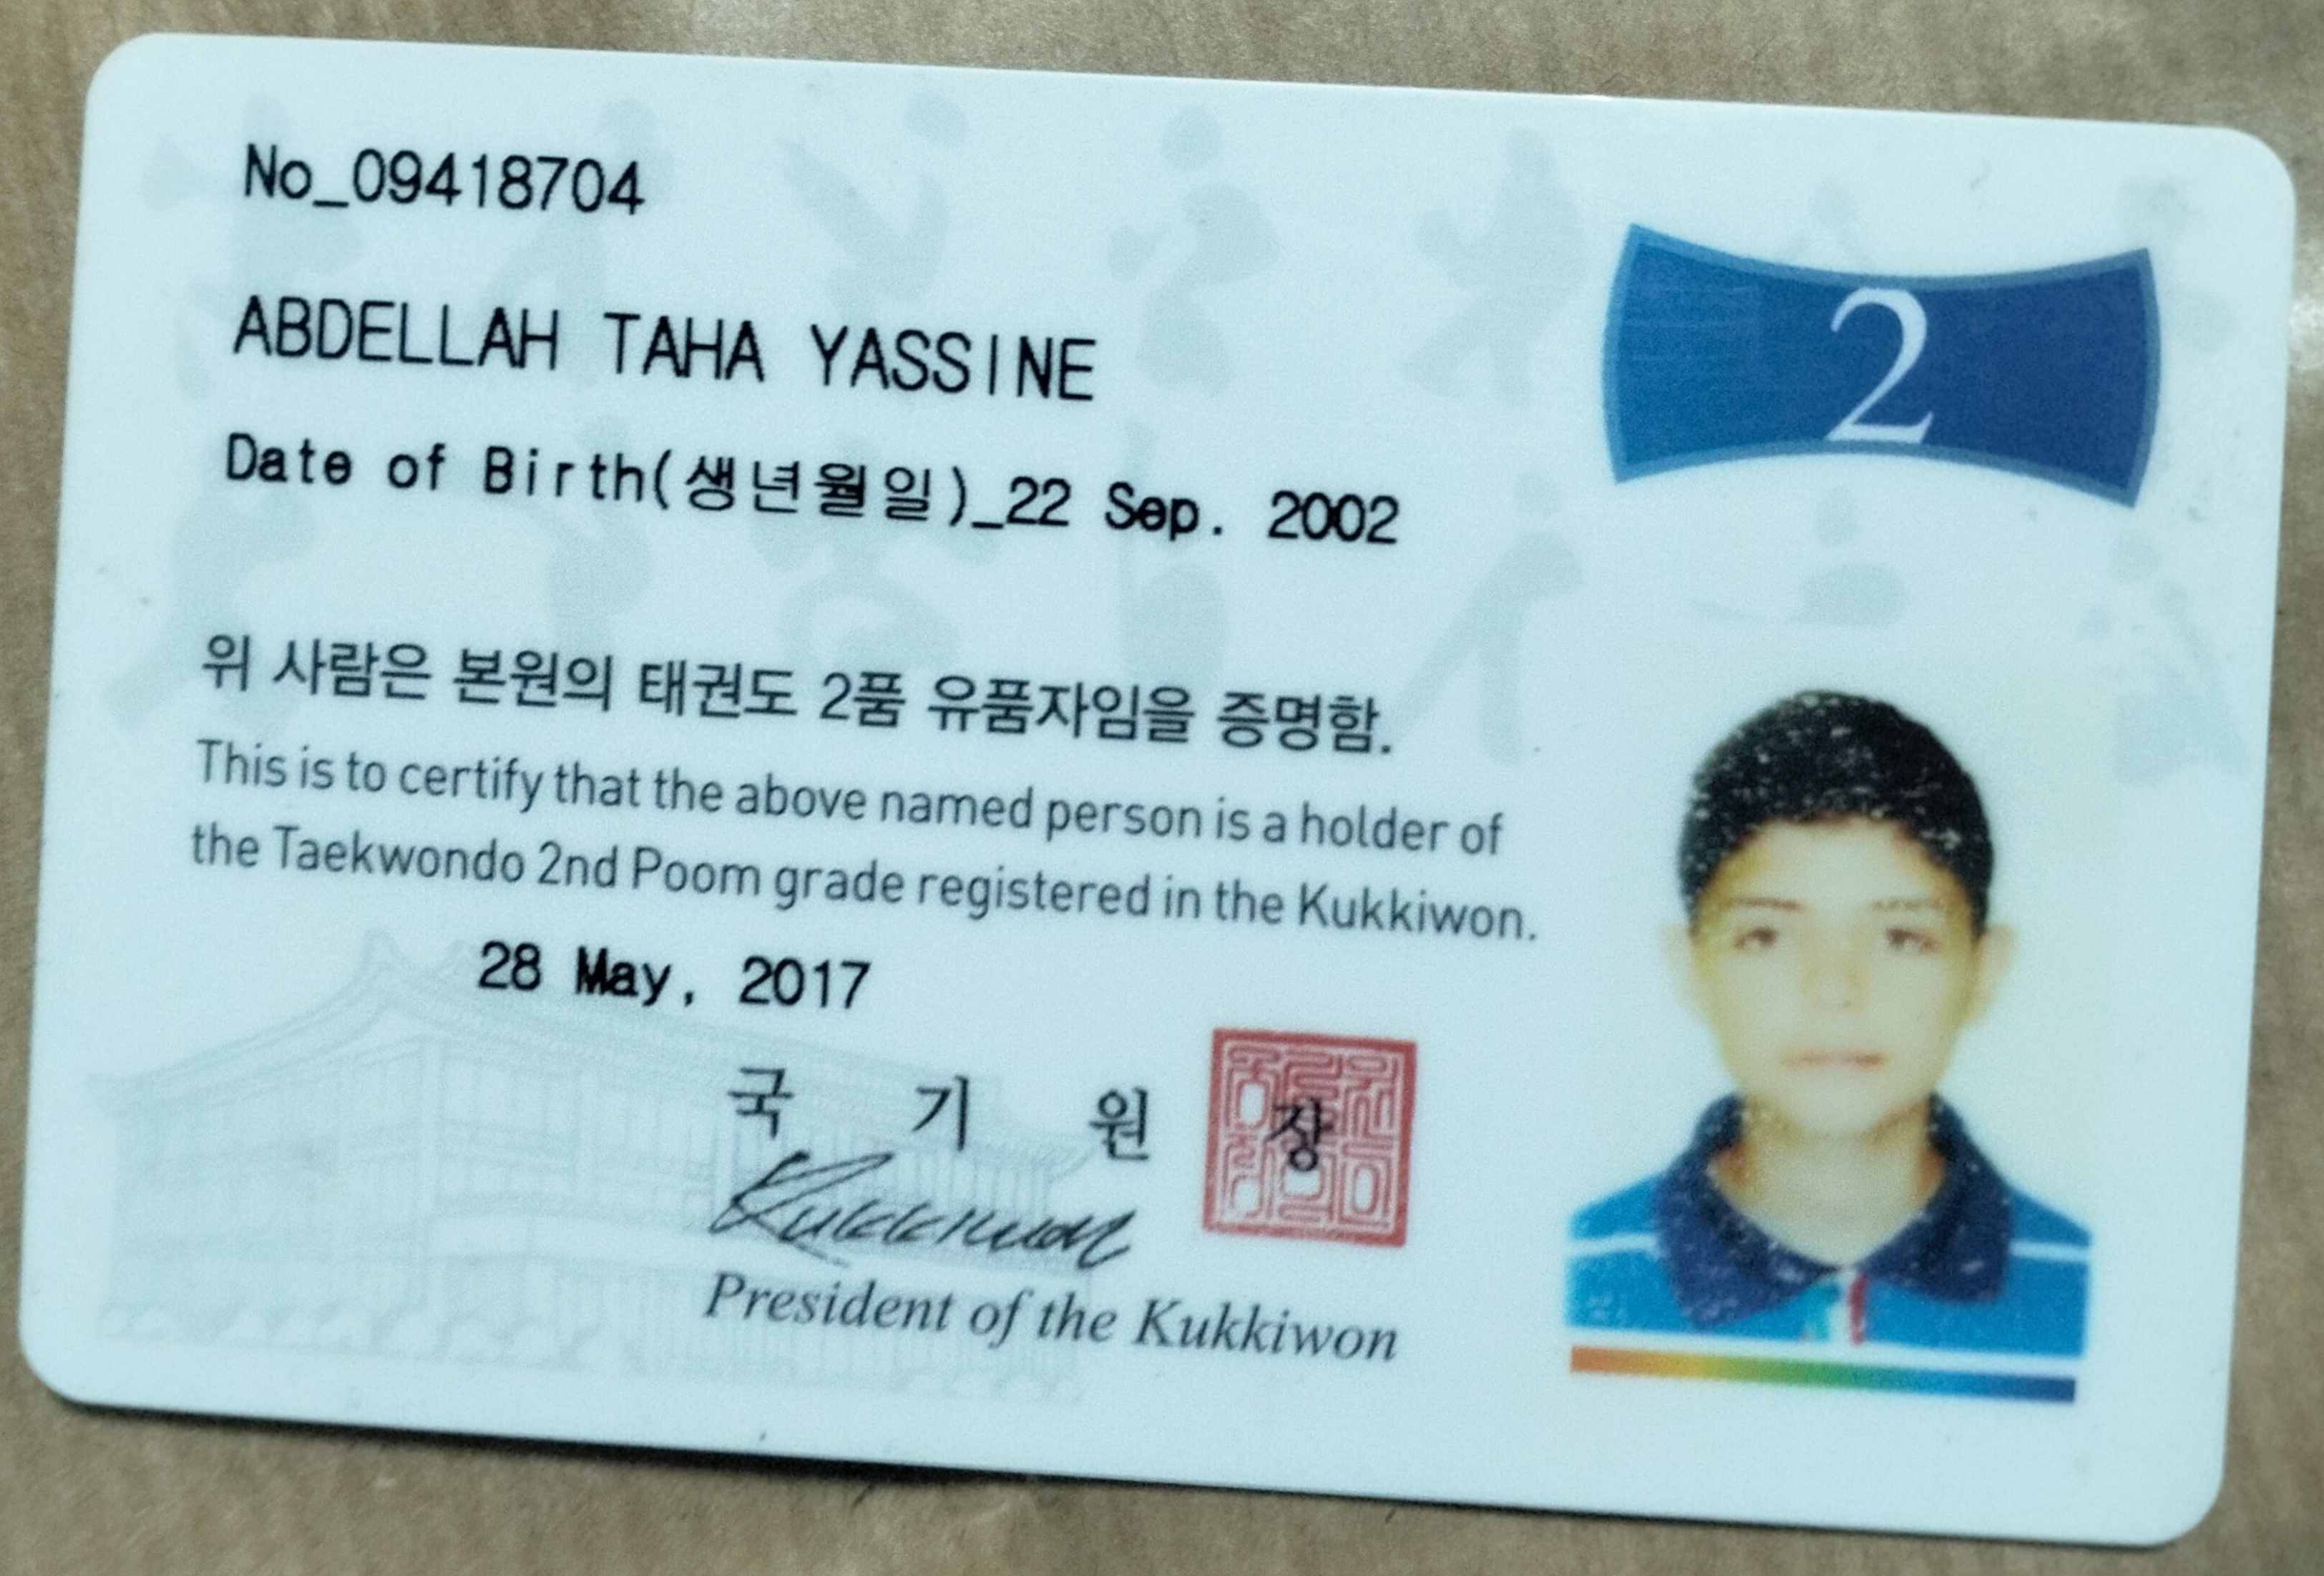 No_09418704
2
ABDELLAH TAHA YASSINE
Date of Birth(생년월일)_22 Sep. 2002
위 사람은 본원의 태권도 2품 유품자임을 증명함.
This is to certify that the above named person is a holder of
the Taekwondo 2nd Poom grade registered in the Kukkiwon.
28 May, 2017
국 기 원 장
Kukkiwon
President of the Kukkiwon